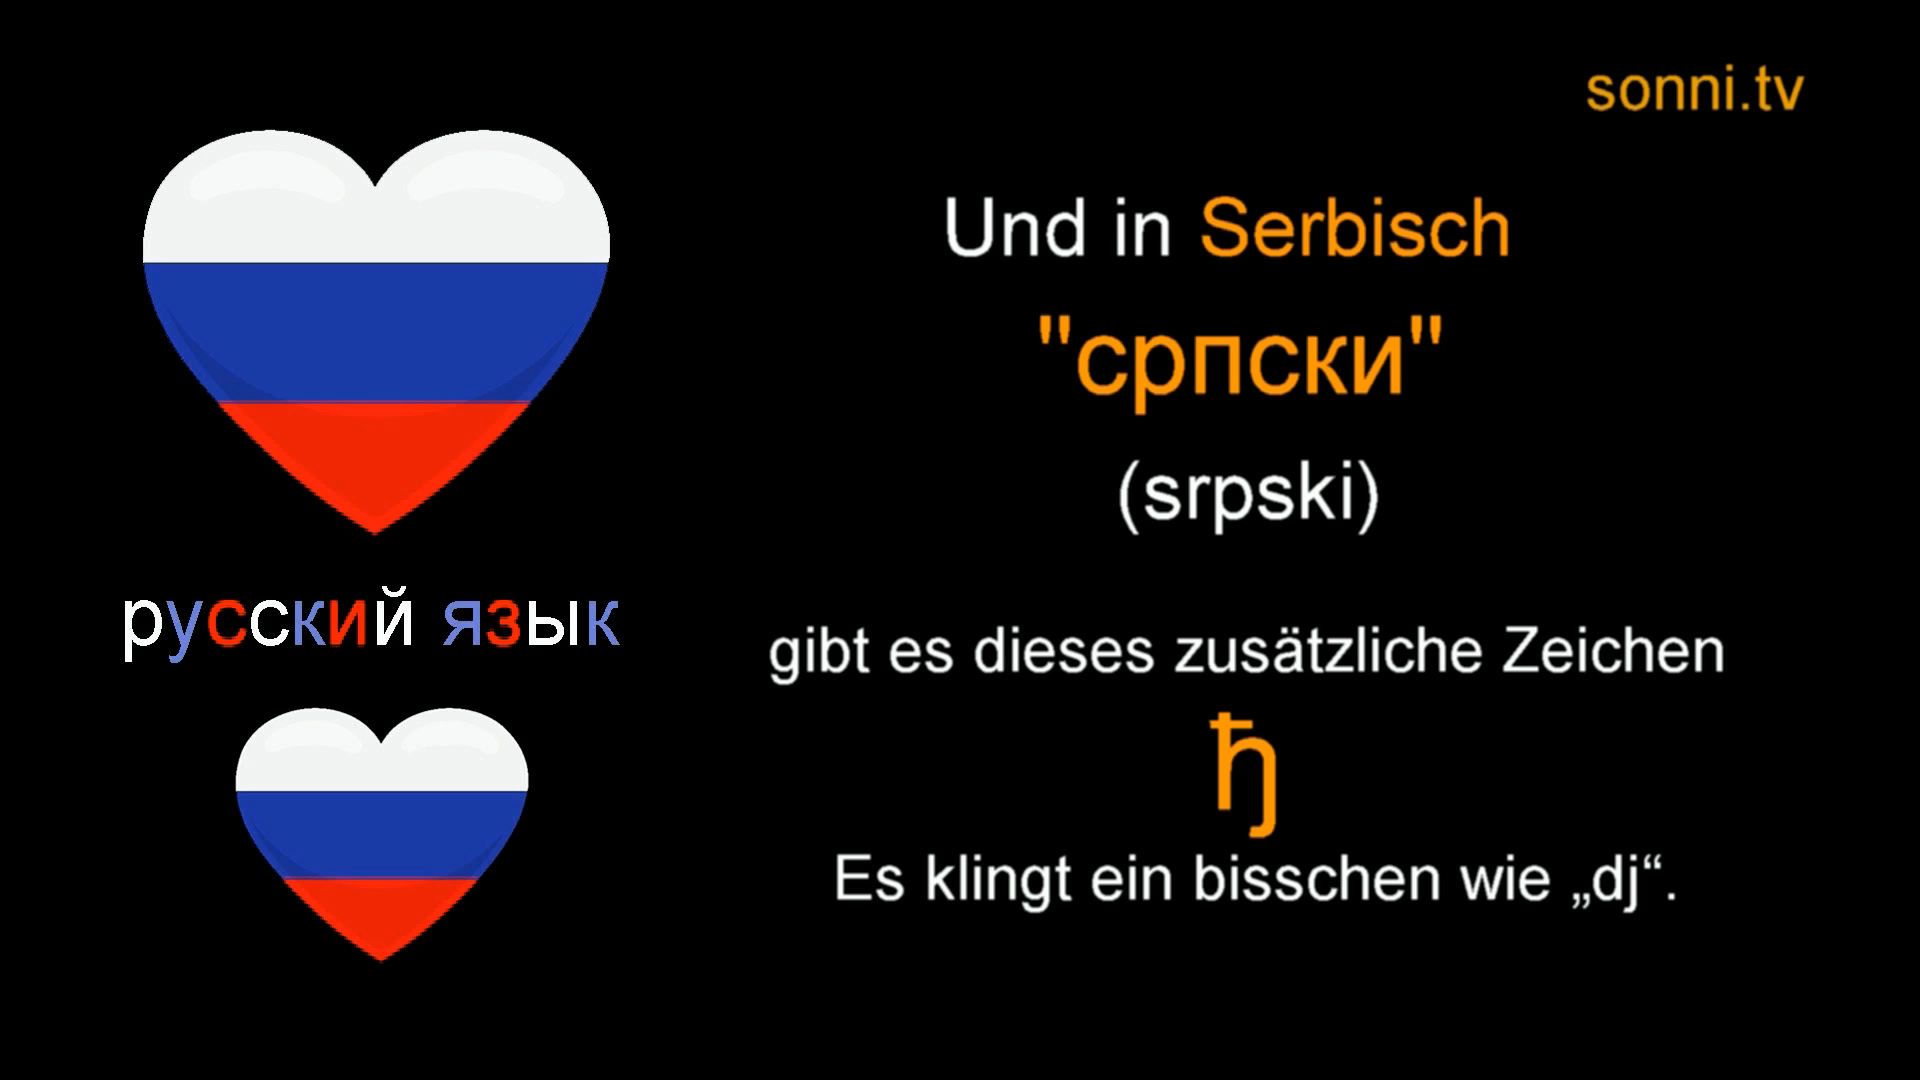 sonni.tv
Und in Serbisch
"српски"
(srpski)
русский язык
gibt es dieses zusätzliche Zeichen
ђ
Es klingt ein bisschen wie „dj“.